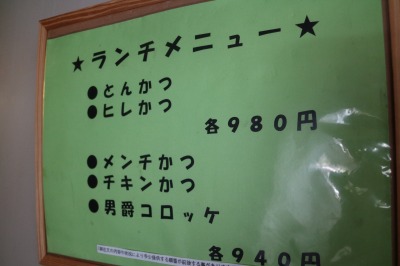 ★ランチメニュー★
●とんかつ
●ヒレかつ
各980円
●メンチかつ
●チキンかつ
●男爵コロッケ
各940円